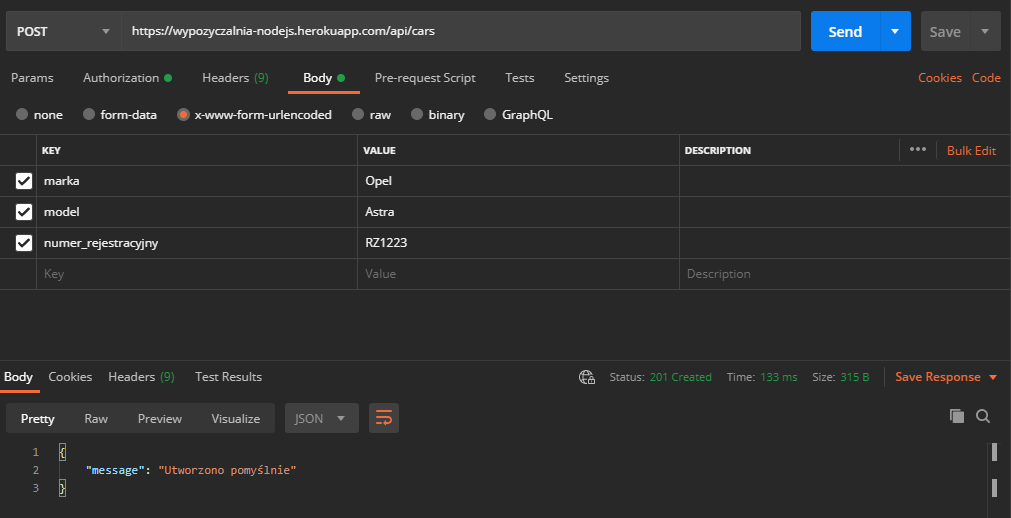 POST https://wypozyczalnia-nodejs.herokuapp.com/api/cars Send Save
Params Authorization Headers (9) Body Pre-request Script Tests Settings Cookies Code
none form-data x-www-form-urlencoded raw binary GraphQL
KEY VALUE DESCRIPTION ••• Bulk Edit
marka Opel
model Astra
numer_rejestracyjny RZ1223
Key Value Description
Body Cookies Headers (9) Test Results Status: 201 Created Time: 133 ms Size: 315 B Save Response
Pretty Raw Preview Visualize JSON
1 {
2 "message": "Utworzono pomyślnie"
3 }